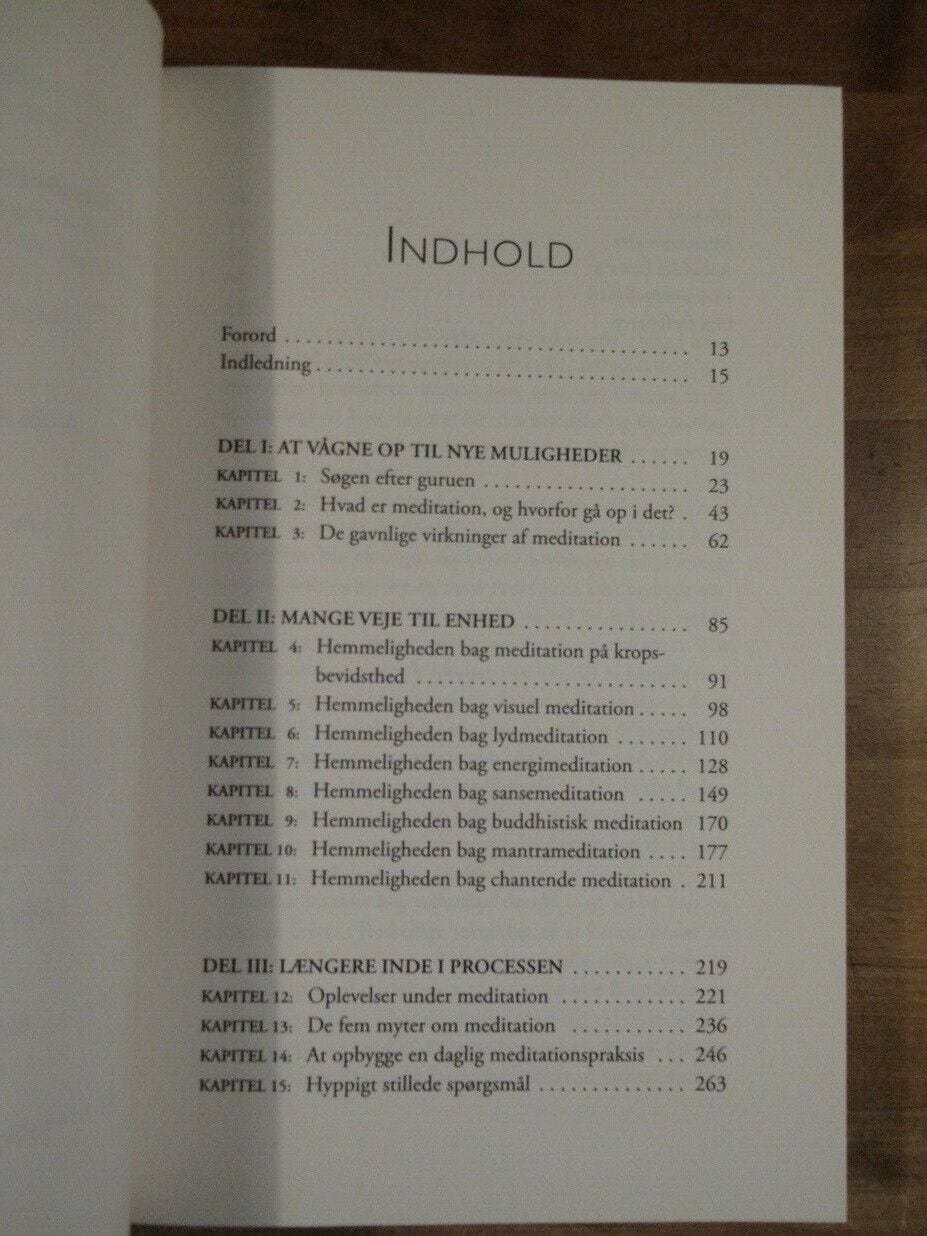 INDHOLD
Forord . . . . . . . . . . . . . . . . . . . . . . . . . . . . . . . . . . . . . . . 13
Indledning . . . . . . . . . . . . . . . . . . . . . . . . . . . . . . . . . . . . 15
DEL I: AT VÅGNE OP TIL NYE MULIGHEDER . . . . . . 19
KAPITEL 1: Søgen efter guruen . . . . . . . . . . . . . . . . . . . . 23
KAPITEL 2: Hvad er meditation, og hvorfor gå op i det? . 43
KAPITEL 3: De gavnlige virkninger af meditation . . . . . . 62
DEL II: MANGE VEJE TIL ENHED . . . . . . . . . . . . . . . . 85
KAPITEL 4: Hemmeligheden bag meditation på krops-
bevidsthed . . . . . . . . . . . . . . . . . . . . . . . . . . 91
KAPITEL 5: Hemmeligheden bag visuel meditation . . . . . 98
KAPITEL 6: Hemmeligheden bag lydmeditation . . . . . . . 110
KAPITEL 7: Hemmeligheden bag energimeditation . . . . . 128
KAPITEL 8: Hemmeligheden bag sansemeditation . . . . . 149
KAPITEL 9: Hemmeligheden bag buddhistisk meditation 170
KAPITEL 10: Hemmeligheden bag mantrameditation . . . . 177
KAPITEL 11: Hemmeligheden bag chantende meditation . 211
DEL III: LÆNGERE INDE I PROCESSEN . . . . . . . . . . . 219
KAPITEL 12: Oplevelser under meditation . . . . . . . . . . . . 221
KAPITEL 13: De fem myter om meditation . . . . . . . . . . . 236
KAPITEL 14: At opbygge en daglig meditationspraksis . . . 246
KAPITEL 15: Hyppigt stillede spørgsmål . . . . . . . . . . . . . . 263